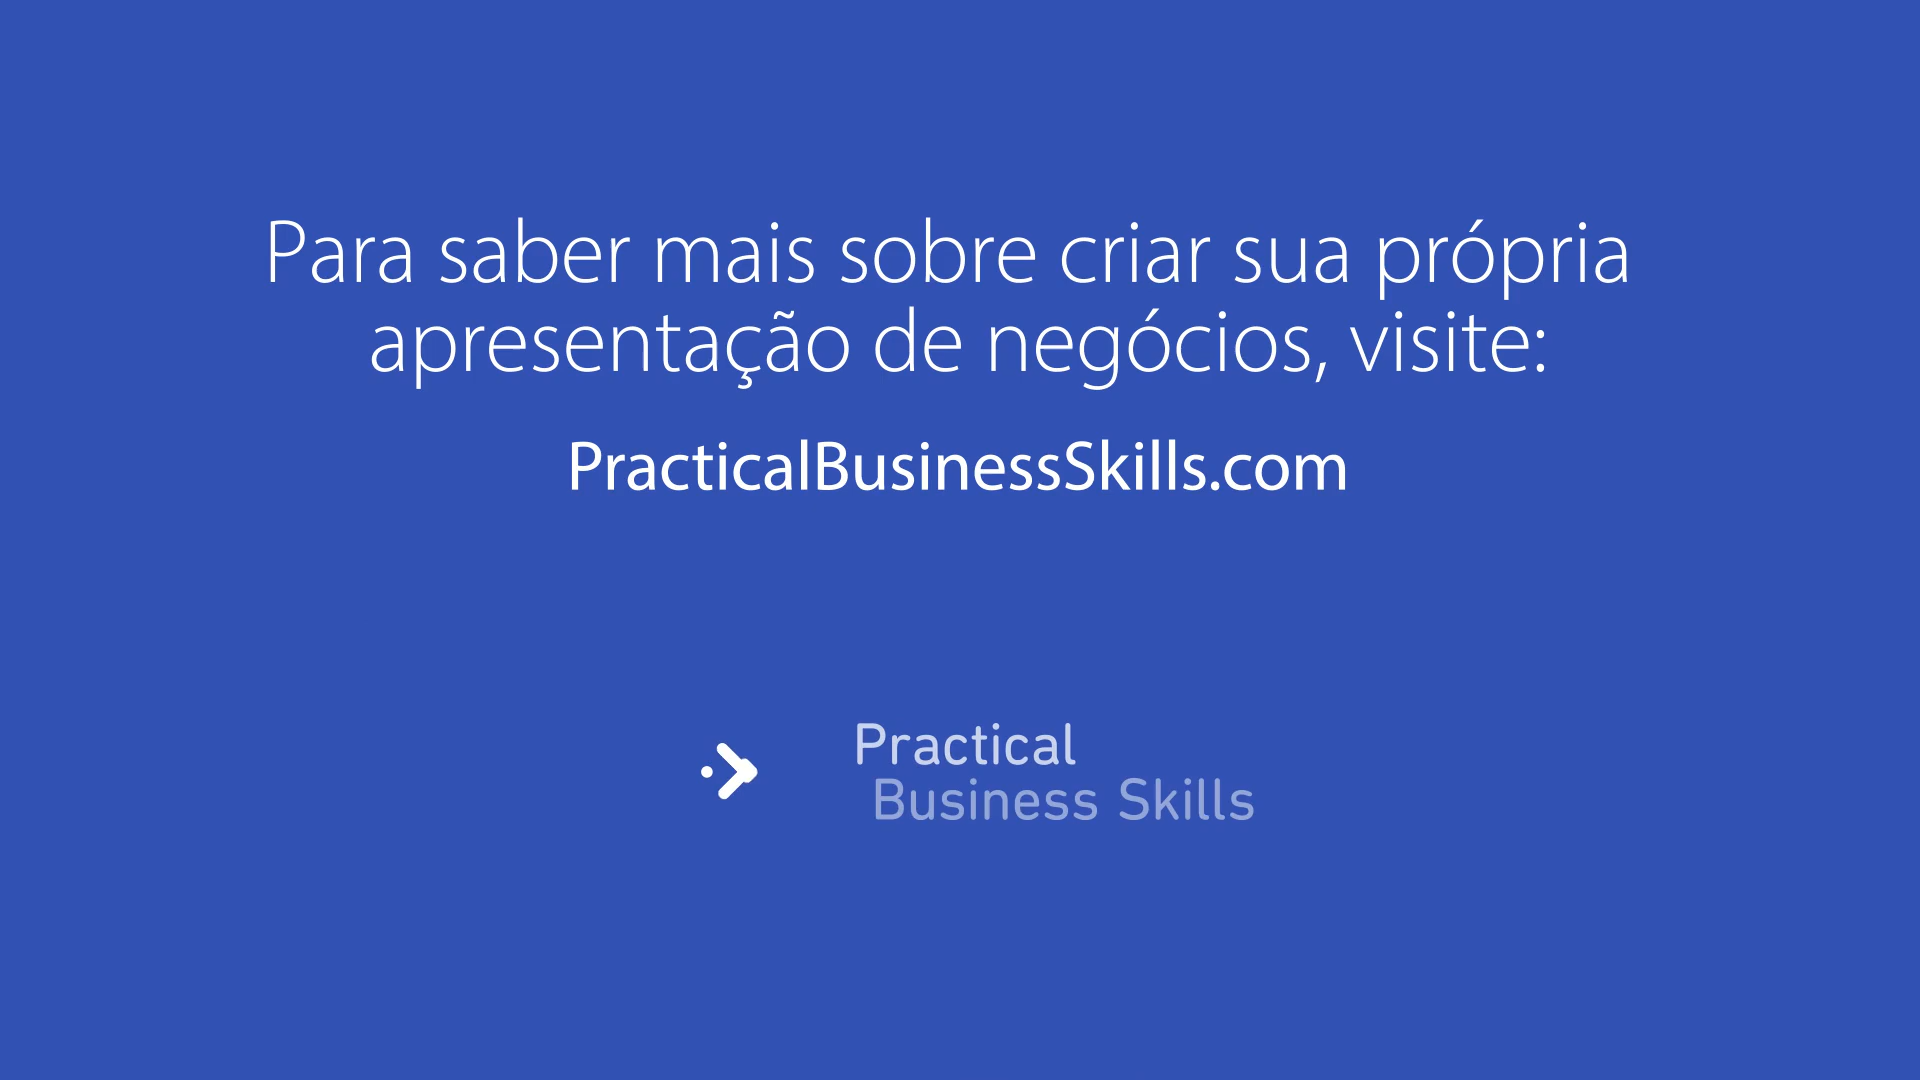 Para saber mais sobre criar sua própria
apresentação de negócios, visite:
PracticalBusinessSkills.com
Practical
Business Skills